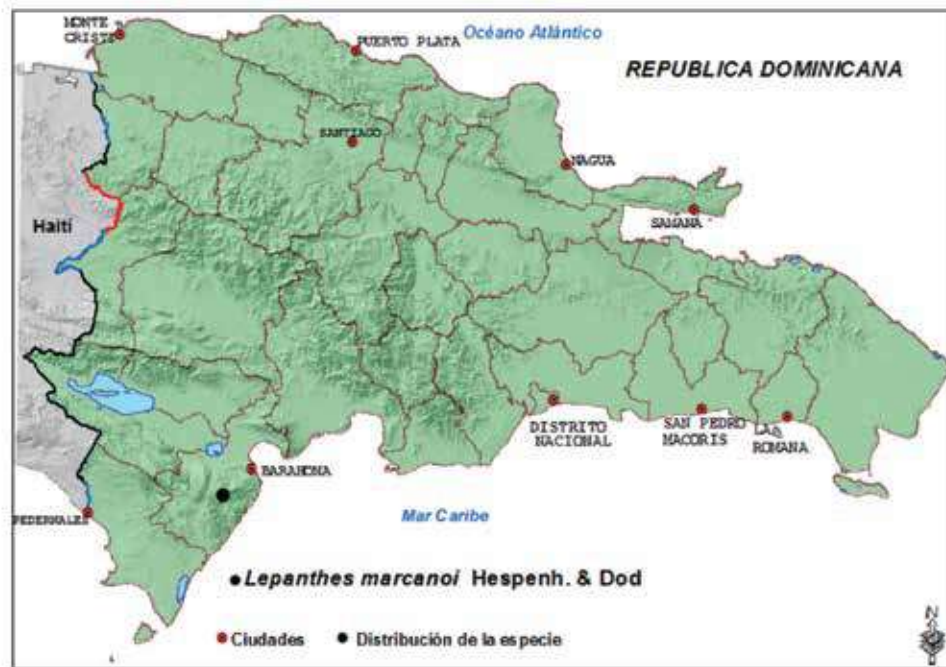 MONTE
CRISTI
PUERTO PLATA
Océano Atlántico
REPUBLICA DOMINICANA
SANTIAGO
NAGUA
SAMANA
Haití
DISTRITO
NACIONAL
SAN PEDRO
MACORIS
LA
ROMANA
BARAHONA
PEDERNALES
Mar Caribe
Lepanthes marcanoi Hespenh. & Dod
Ciudades
Distribución de la especie
N